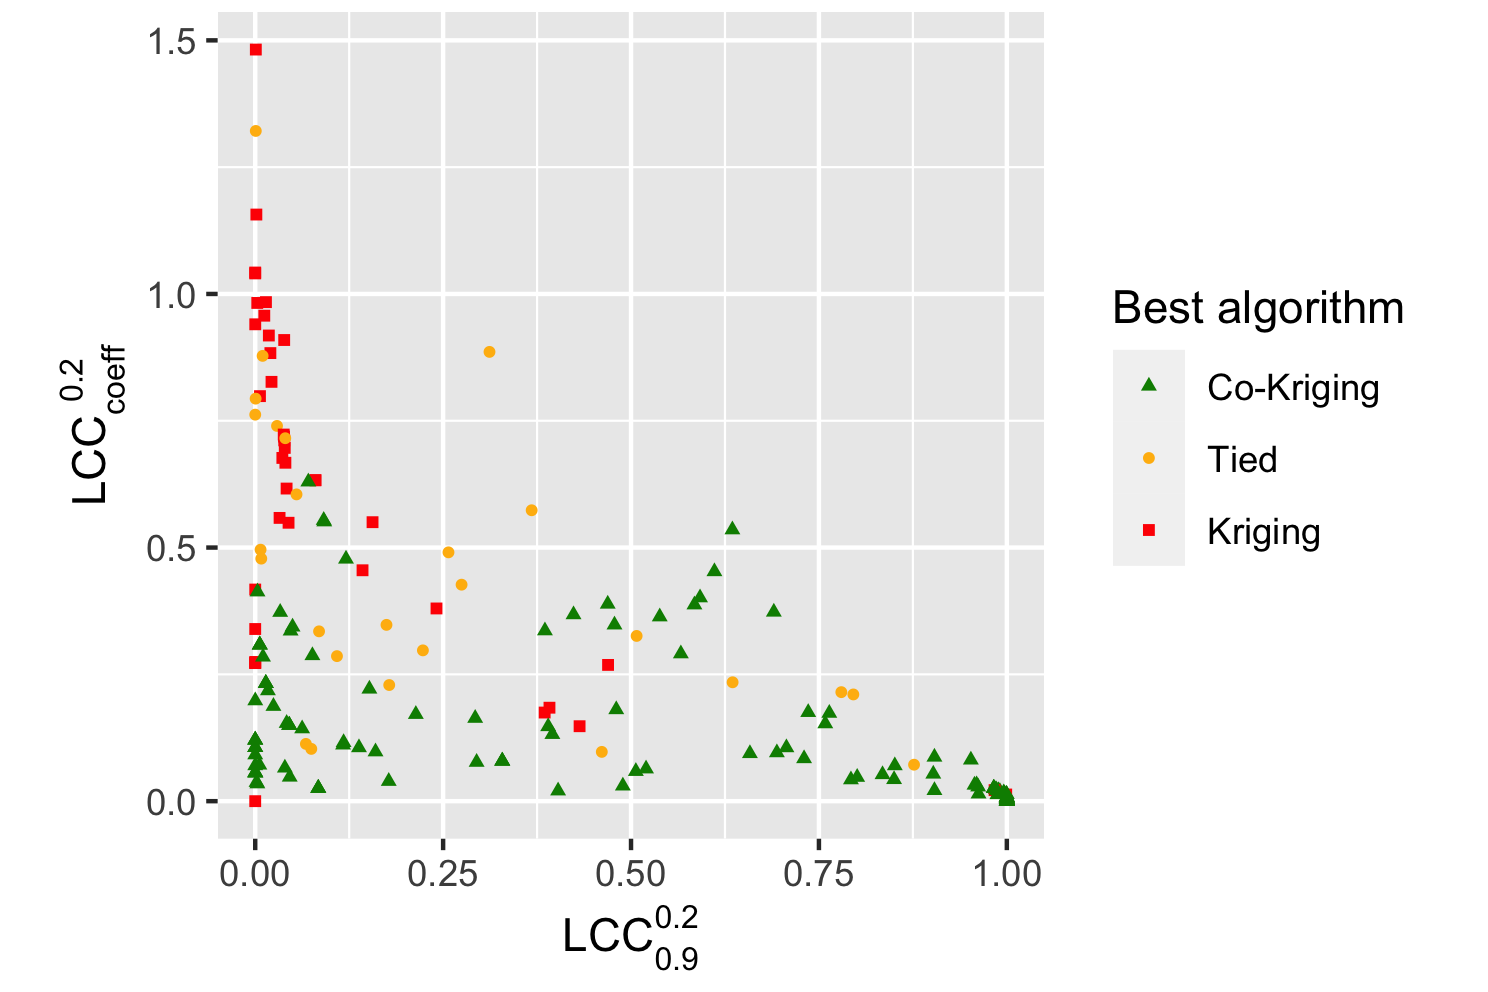 1.5
1.0
0.5
0.0
LCC^{0.2}_{coeff}
0.00 0.25 0.50 0.75 1.00
LCC^{0.2}_{0.9}
Best algorithm
Co-Kriging
Tied
Kriging